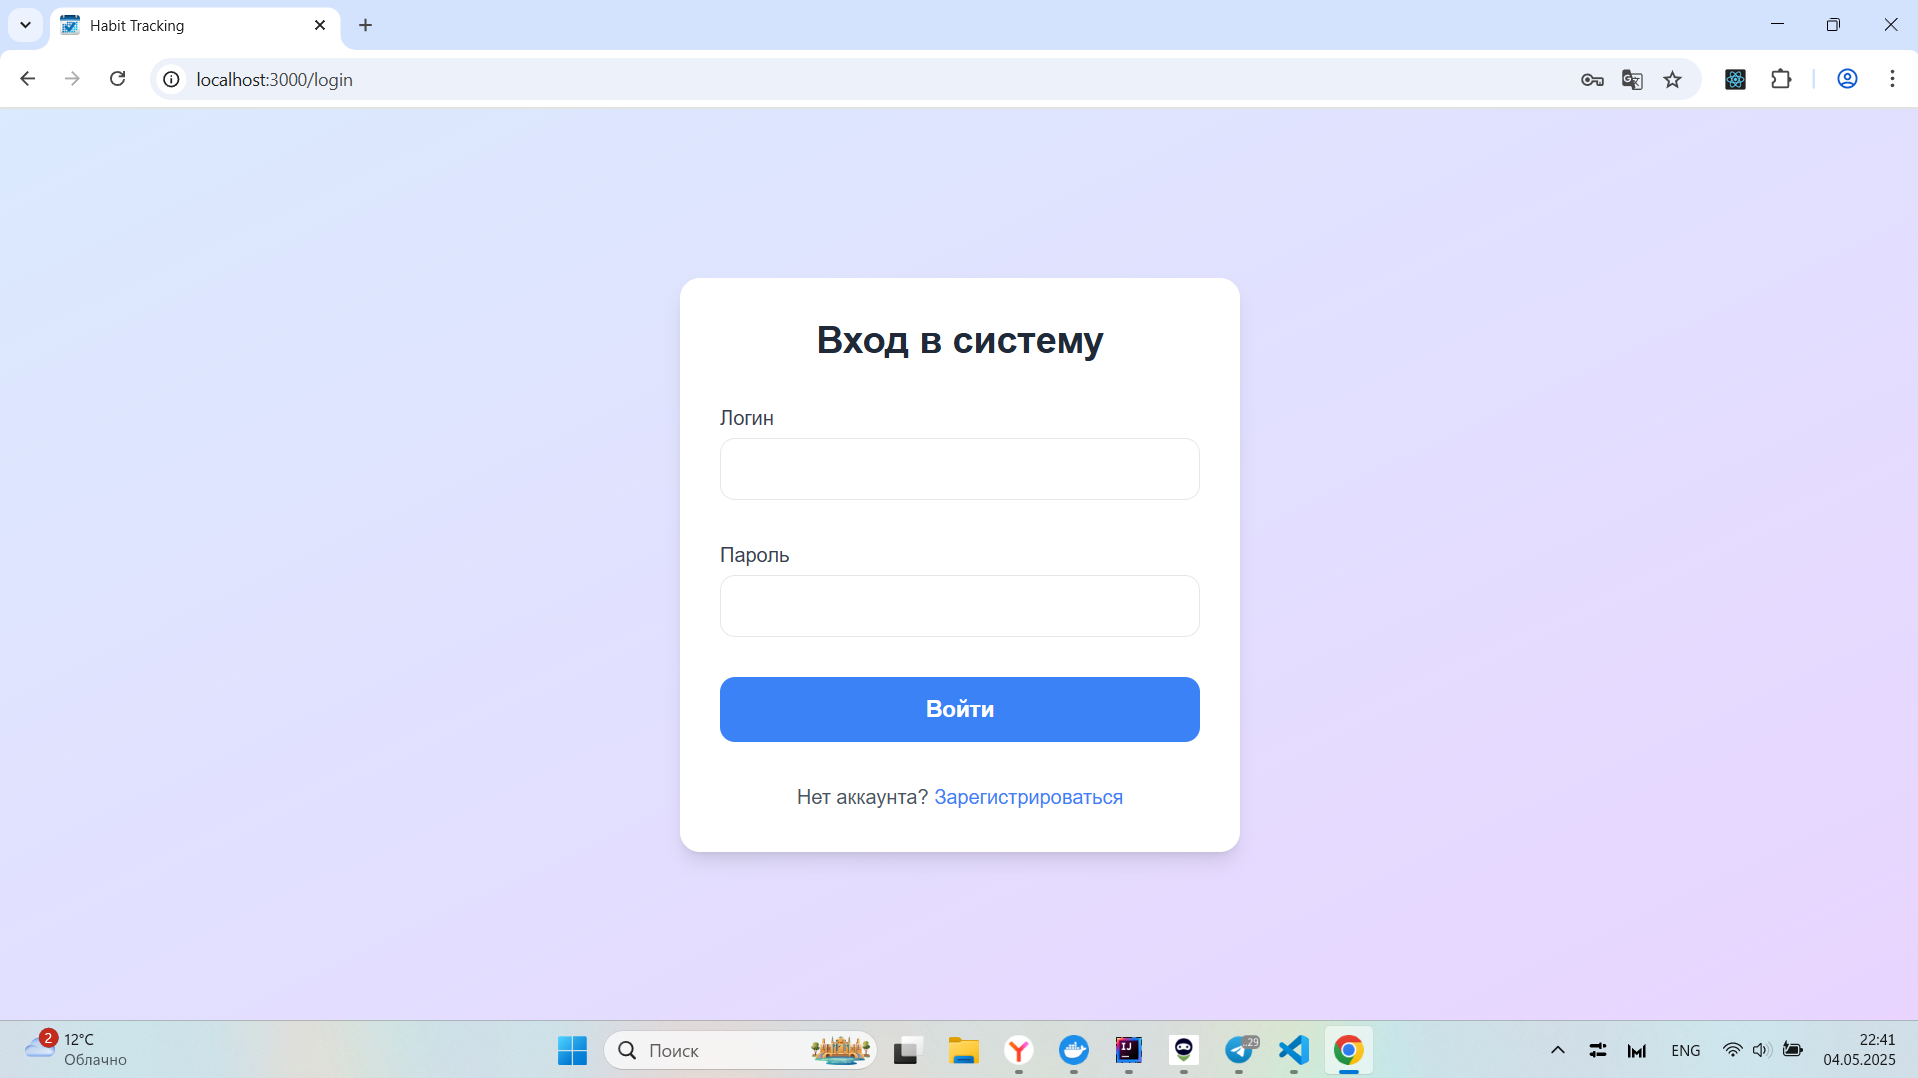 Habit Tracking
localhost:3000/login
Вход в систему
Логин
Пароль
Войти
Нет аккаунта? Зарегистрироваться
2
12°C
Облачно
Поиск
IJ
29
ENG
22:41
04.05.2025